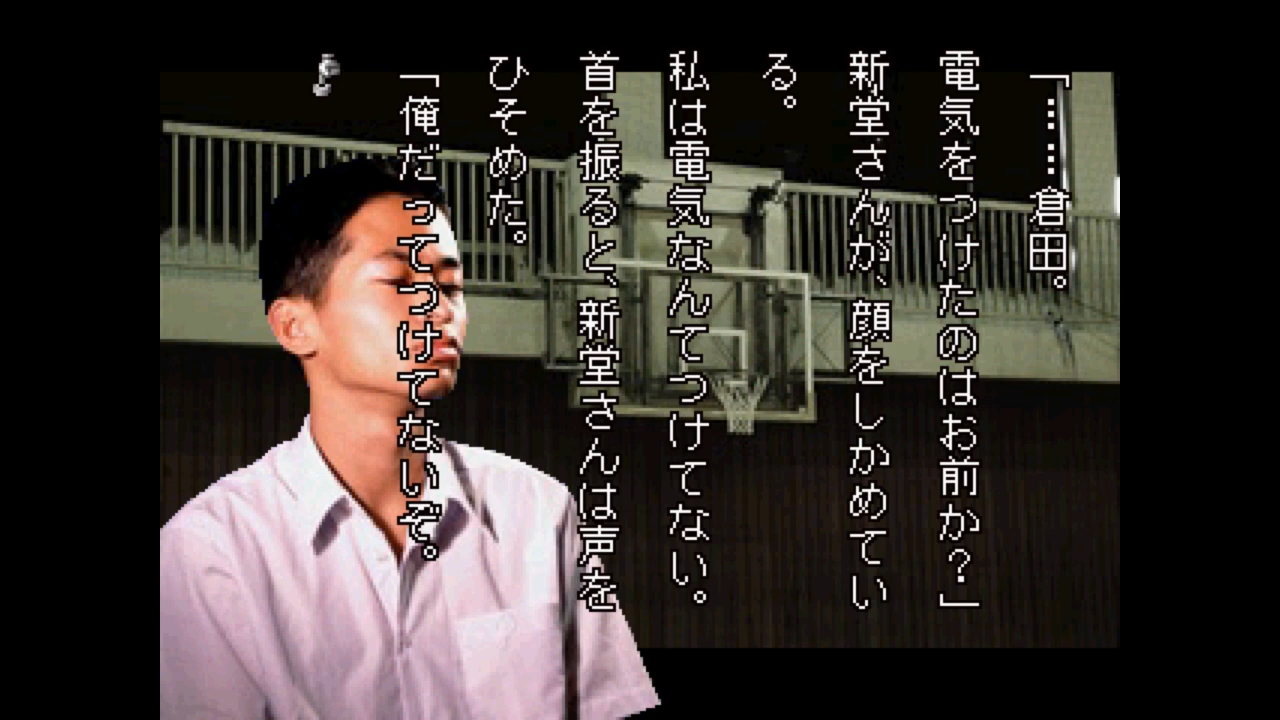 「……倉田。
電気をつけたのはお前か？」
新堂さんが、顔をしかめてい
る。
私は電気なんてつけてない。
首を振ると、新堂さんは声を
ひそめた。
「俺だってつけてないぞ。